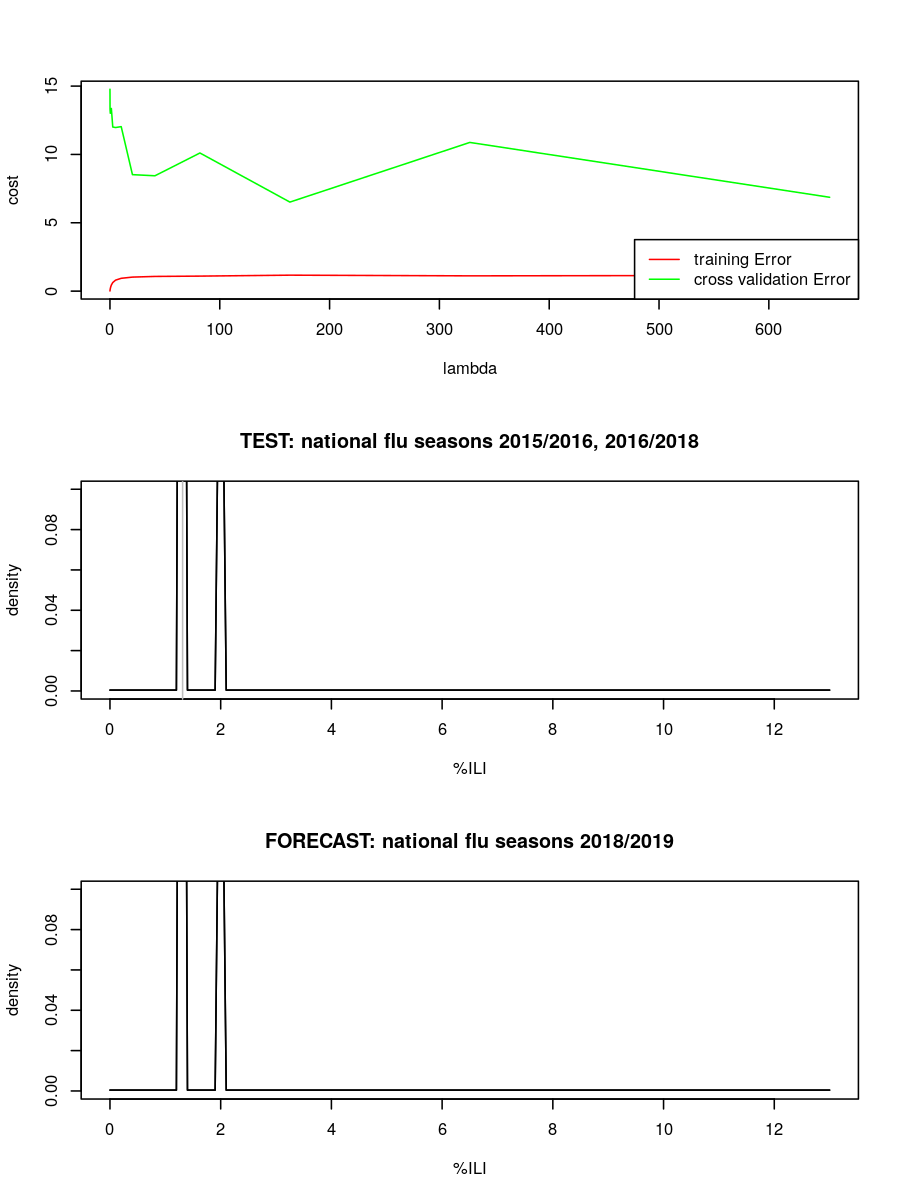 cost
0 5 10 15
training Error
cross validation Error
0 100 200 300 400 500 600
lambda
TEST: national flu seasons 2015/2016, 2016/2018
density
0.00 0.04 0.08
0 2 4 6 8 10 12
%ILI
FORECAST: national flu seasons 2018/2019
density
0.00 0.04 0.08
0 2 4 6 8 10 12
%ILI